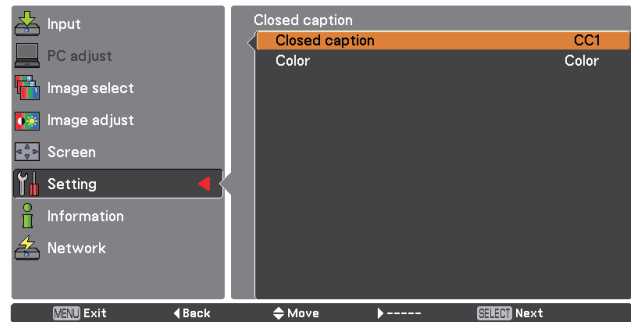 Input
PC adjust
Image select
Image adjust
Screen
Setting
Information
Network
Closed caption
Closed caption CC1
Color Color
MENU Exit Back Move ----- SELECT Next